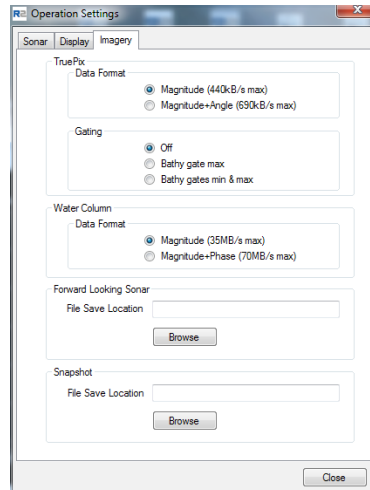 R2 Operation Settings
Sonar Display Imagery
TruePix
Data Format
Magnitude (440kB/s max)
Magnitude+Angle (690kB/s max)
Gating
Off
Bathy gate max
Bathy gates min & max
Water Column
Data Format
Magnitude (35MB/s max)
Magnitude+Phase (70MB/s max)
Forward Looking Sonar
File Save Location
Browse
Snapshot
File Save Location
Browse
Close